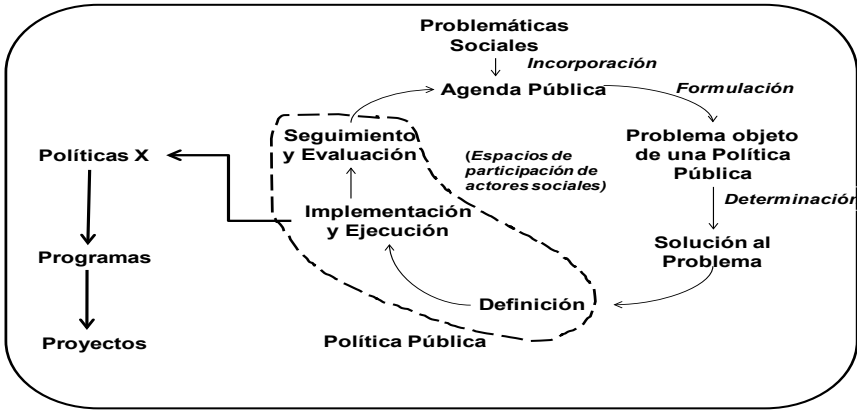 Problemáticas
Sociales
Incorporación
Agenda Pública
Formulación
Seguimiento
y Evaluación
Problema objeto
de una Política
Pública
Políticas X
(Espacios de
participación de
actores sociales)
Determinación
Implementación
y Ejecución
Solución al
Problema
Programas
Definición
Política Pública
Proyectos